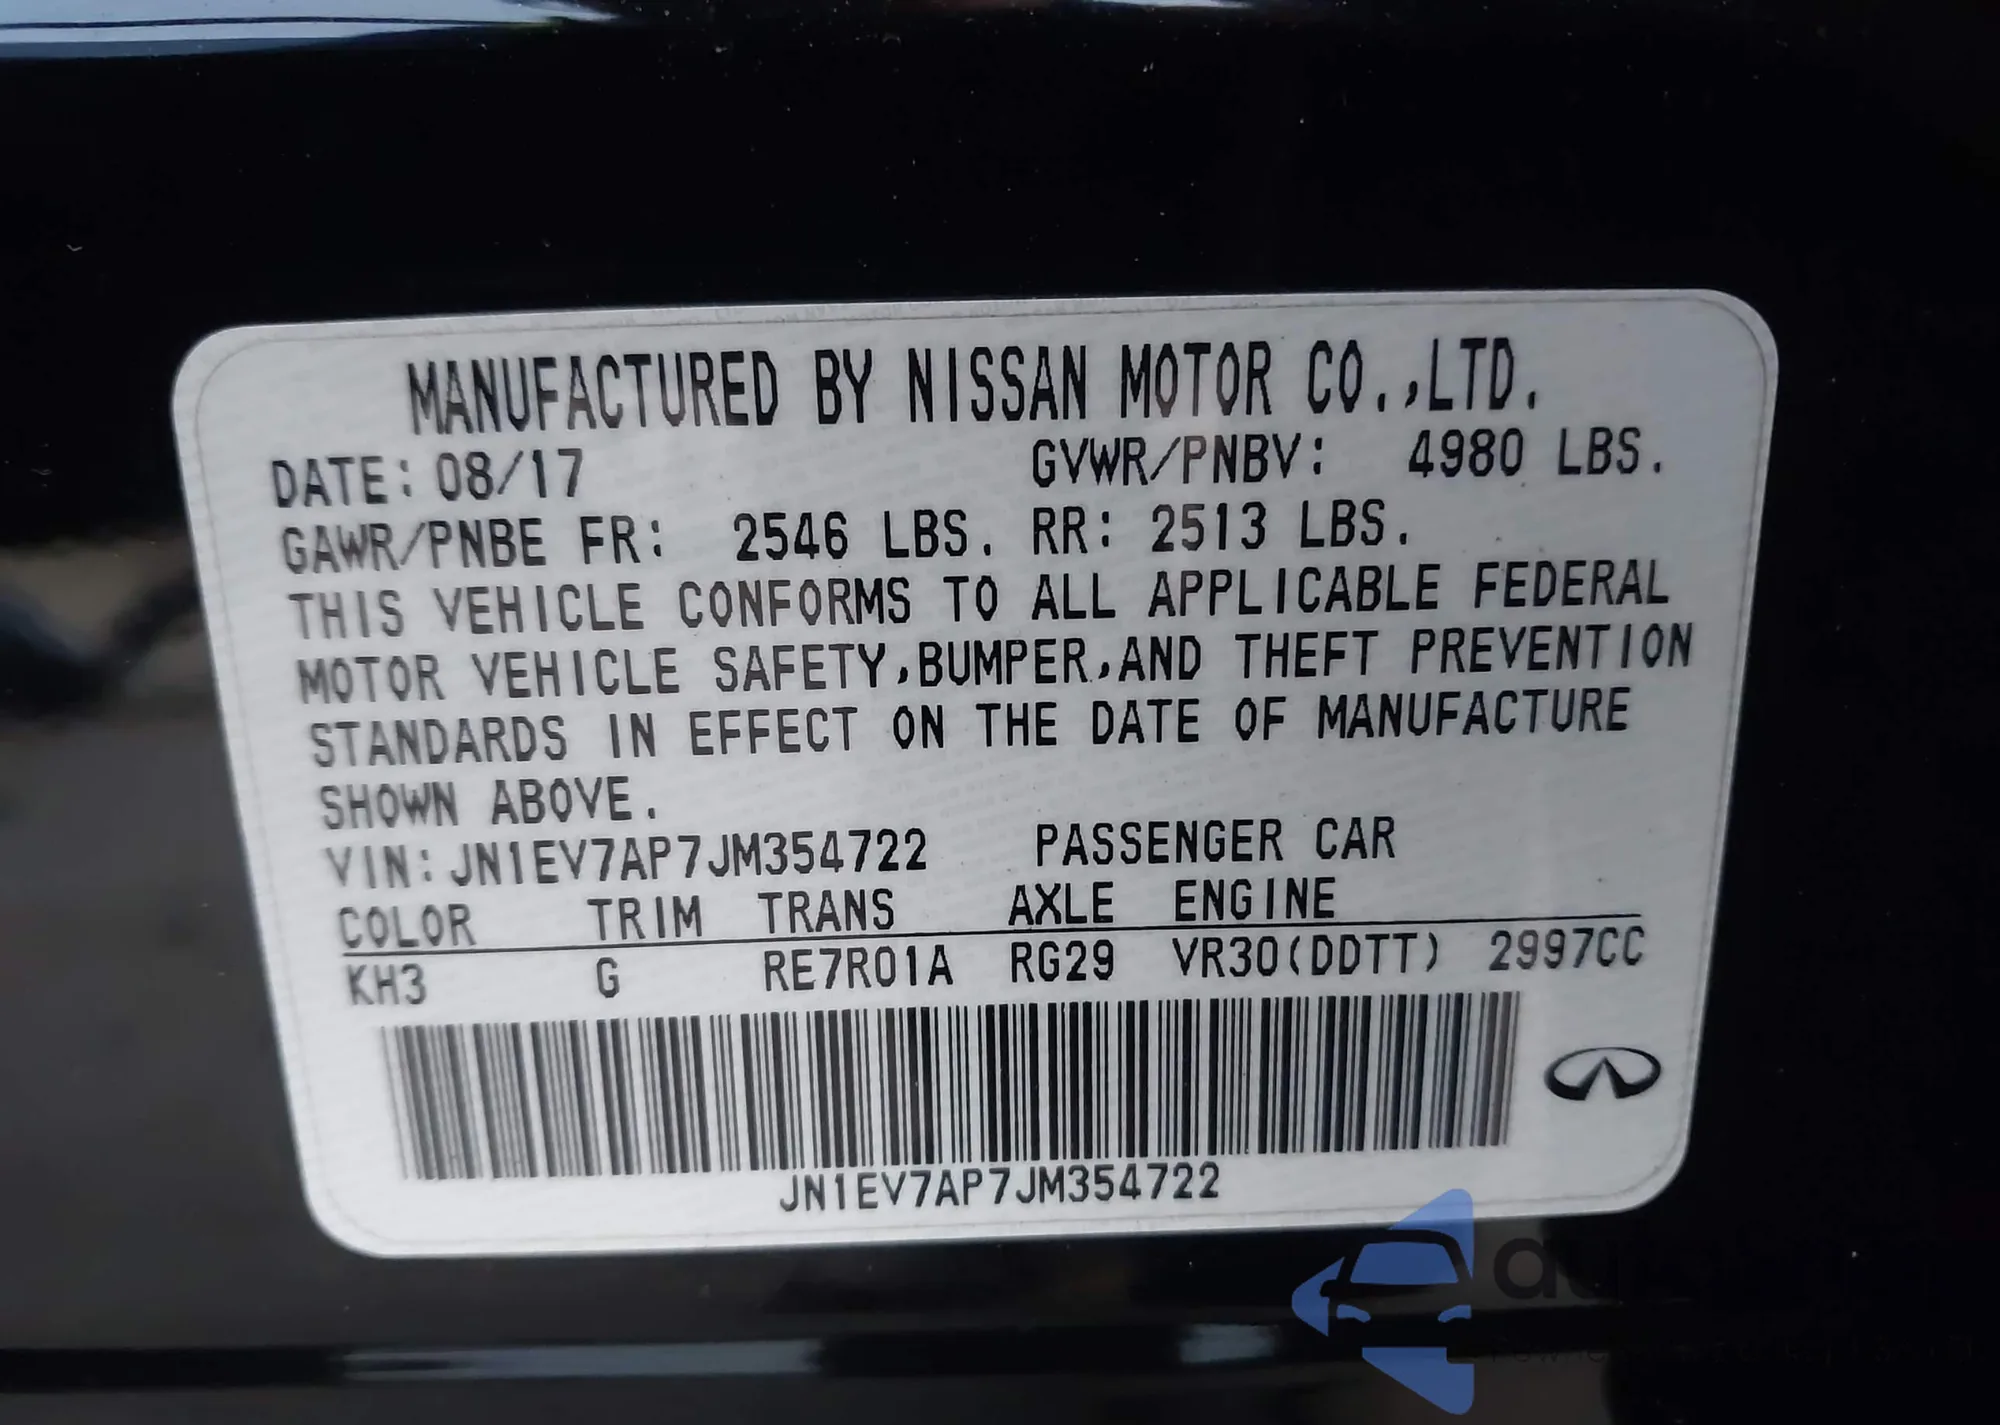 MANUFACTURED BY NISSAN MOTOR CO.,LTD.
DATE: 08/17 GVWR/PNBV: 4980 LBS.
GAWR/PNBE FR: 2546 LBS. RR: 2513 LBS.
THIS VEHICLE CONFORMS TO ALL APPLICABLE FEDERAL
MOTOR VEHICLE SAFETY,BUMPER,AND THEFT PREVENTION
STANDARDS IN EFFECT ON THE DATE OF MANUFACTURE
SHOWN ABOVE.
VIN:JN1EV7AP7JM354722 PASSENGER CAR
COLOR TRIM TRANS AXLE ENGINE
KH3 G RE7R01A RG29 VR30(DDTT) 2997CC
JN1EV7AP7JM354722